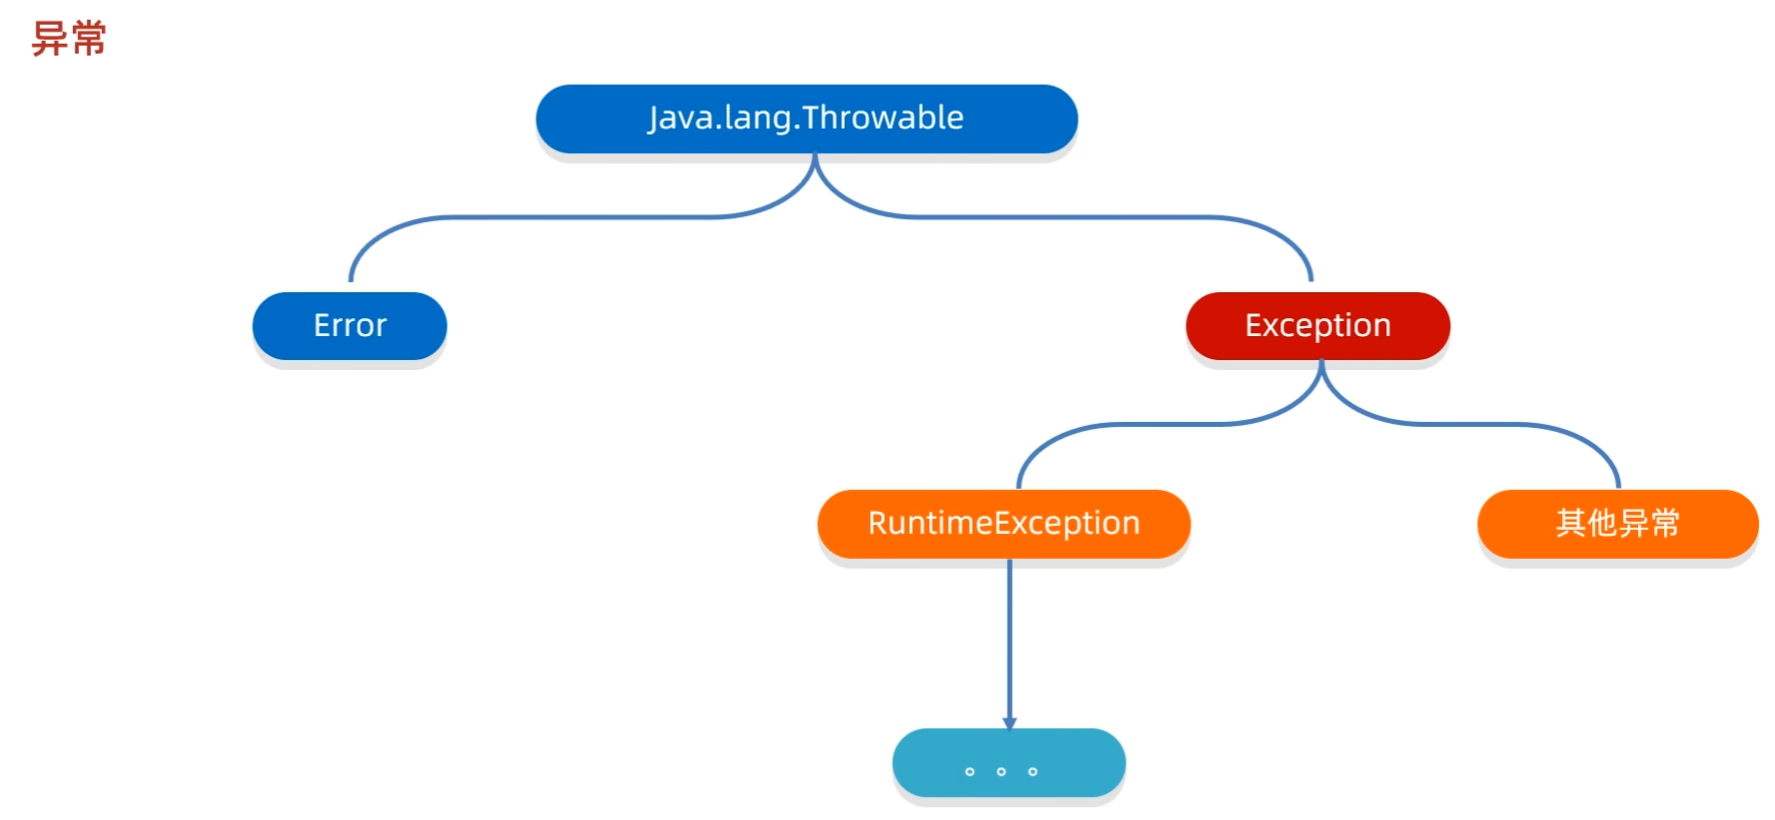 异常
Java.lang.Throwable
Error
Exception
RuntimeException
其他异常
。。。